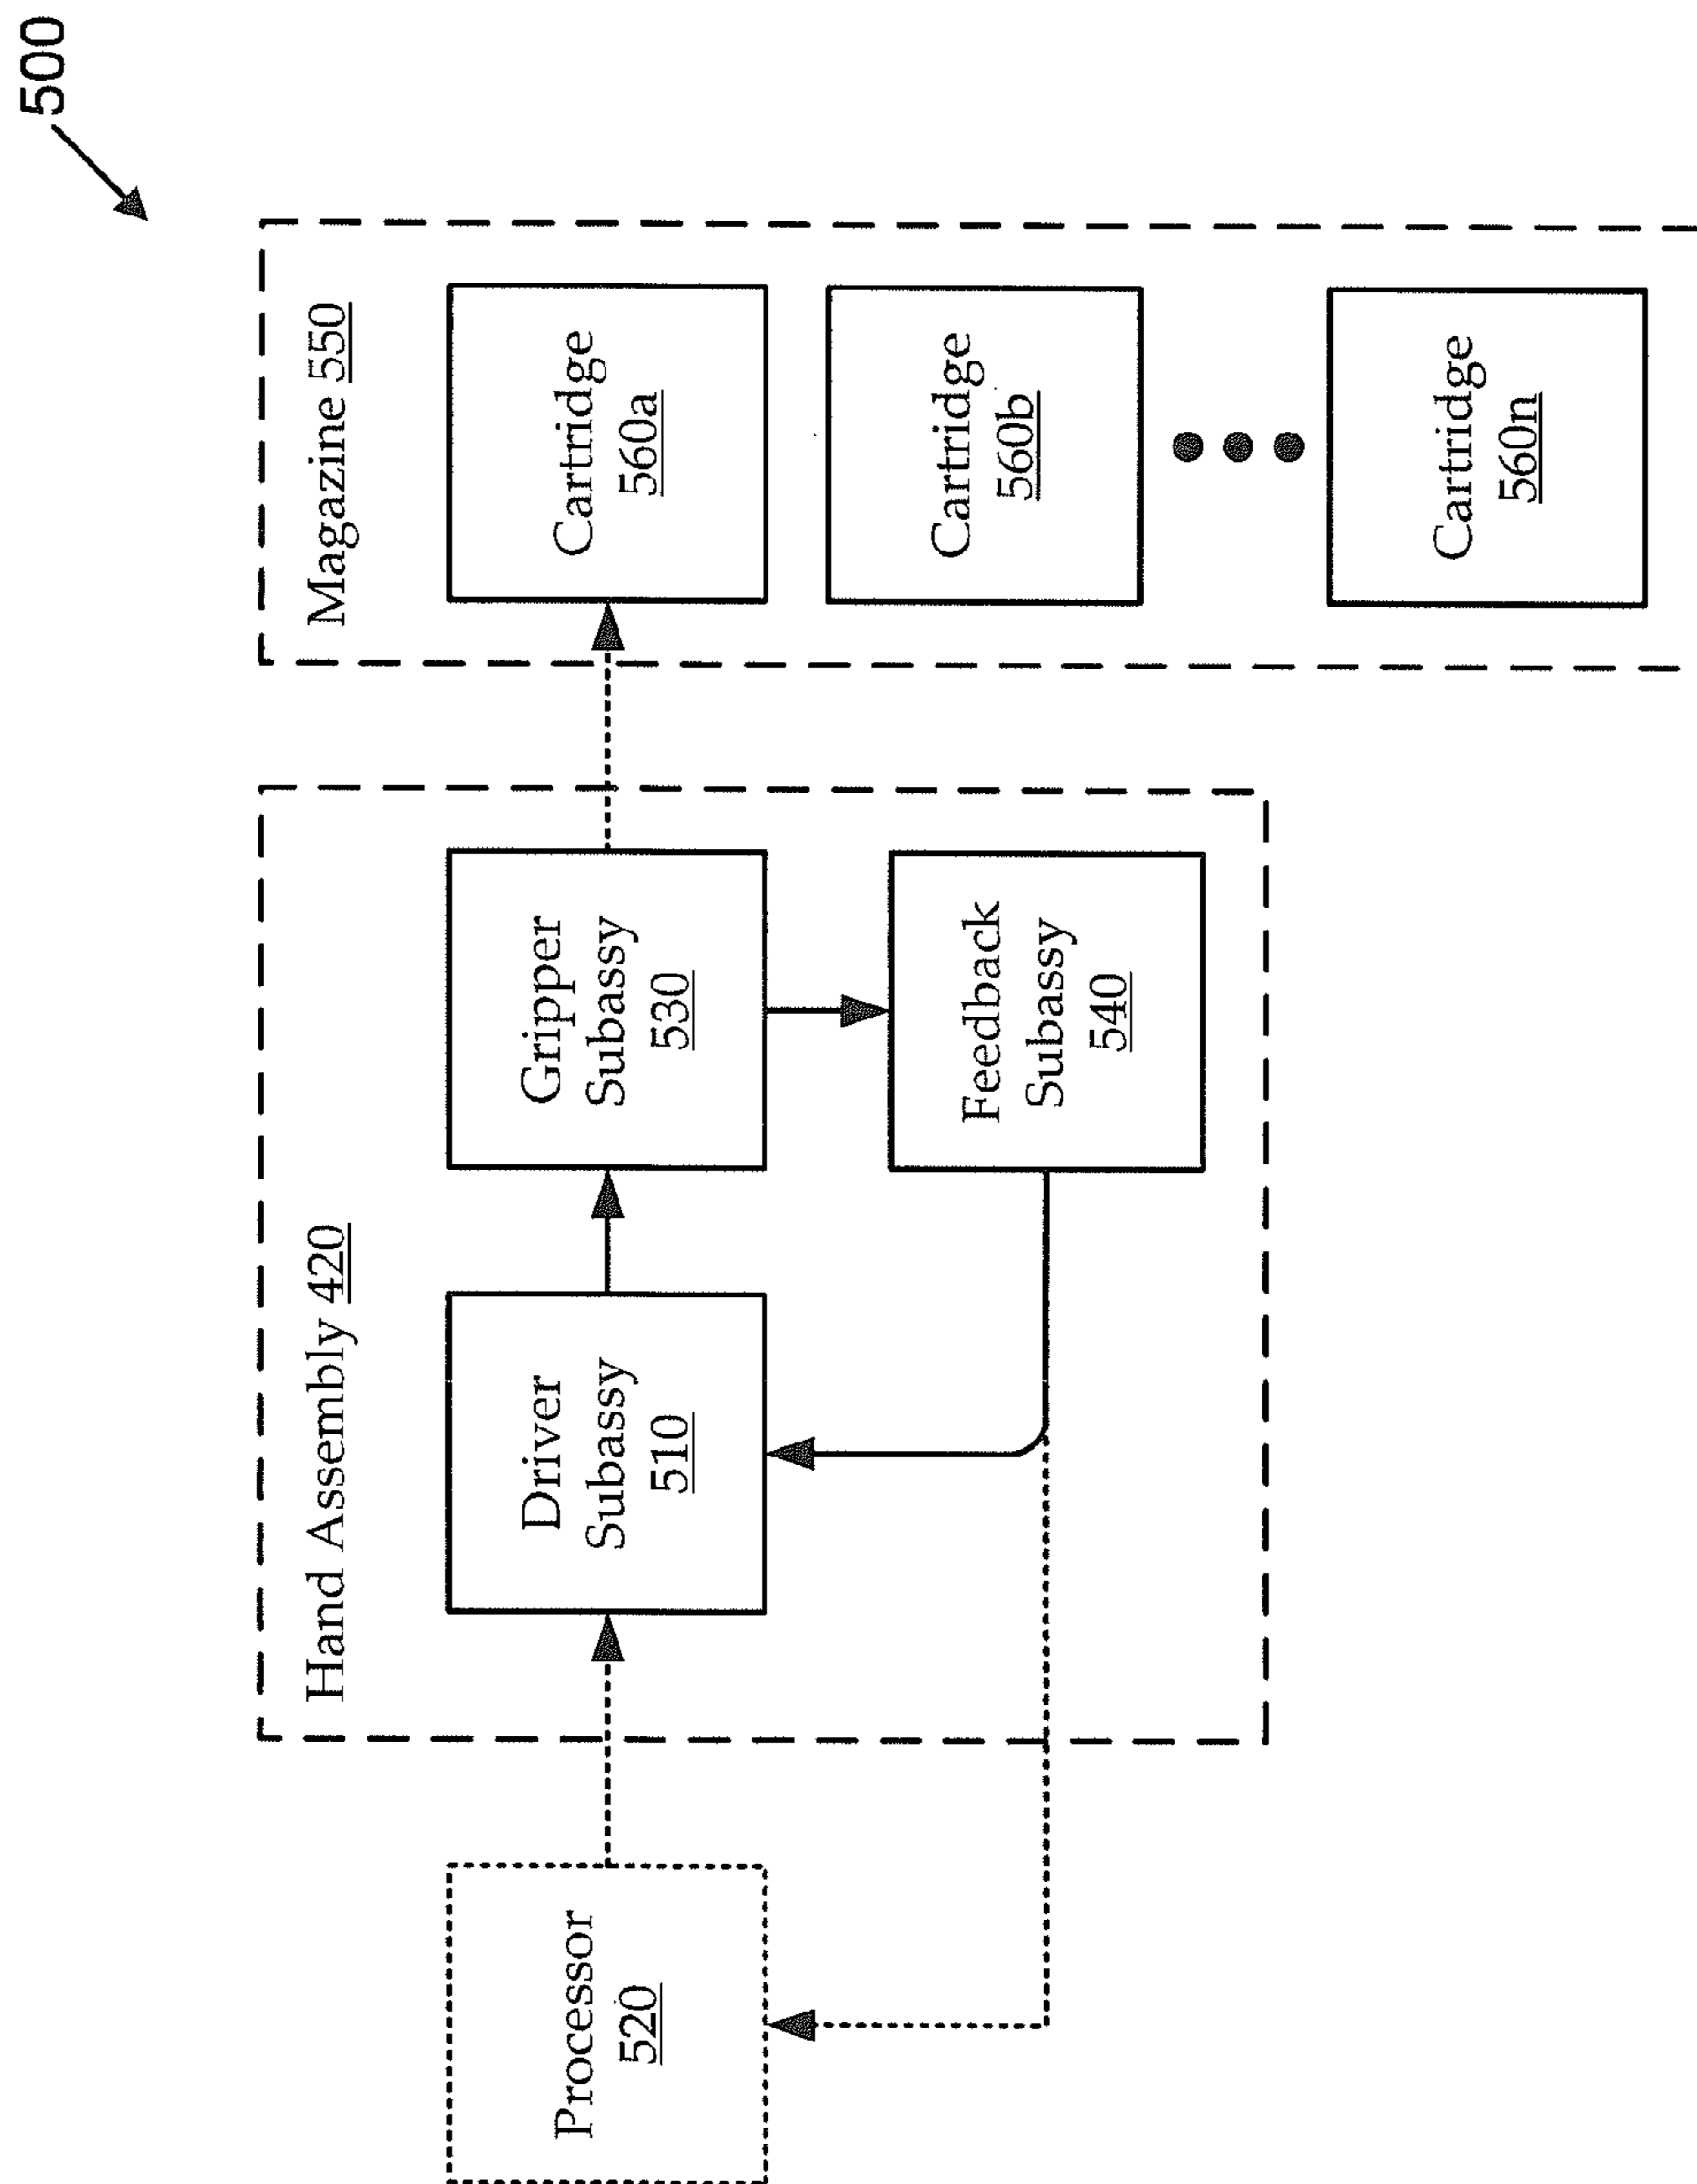 500
Processor
520
Hand Assembly 420
Driver
Subassy
510
Gripper
Subassy
530
Feedback
Subassy
540
Magazine 550
Cartridge
560a
Cartridge
560b
Cartridge
560n